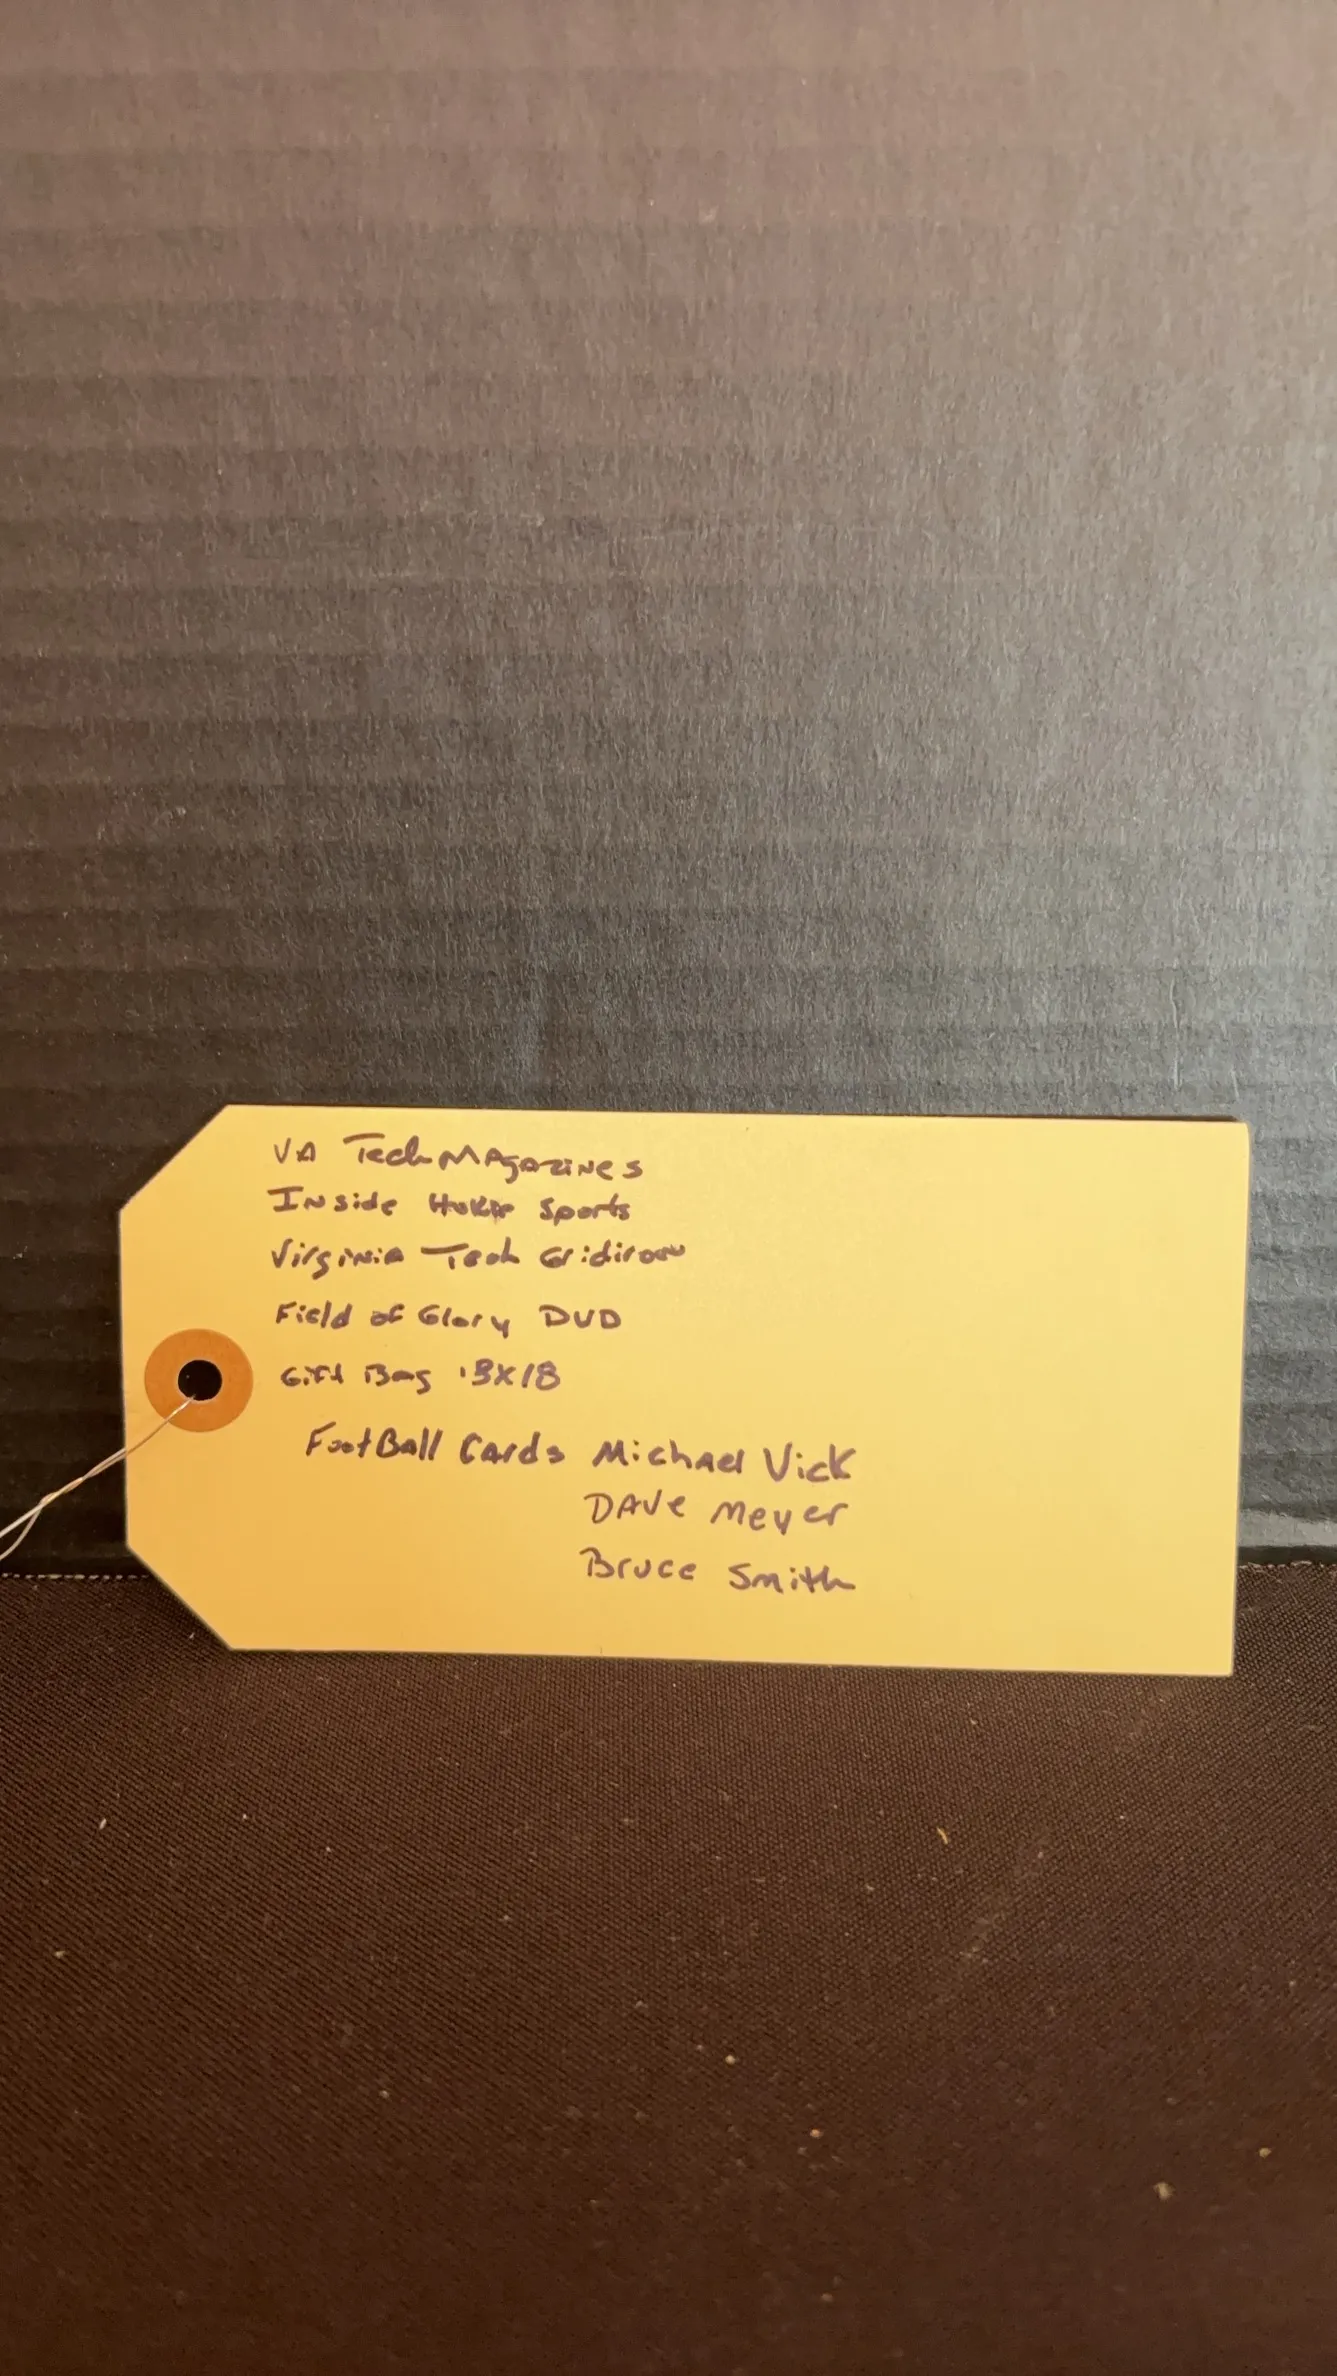 VA Tech Magazines
Inside Hokie Sports
Virginia Tech Gridiron
Field of Glory DVD
Gift Bag 13X18
FootBall Cards Michael Vick
DAve Meyer
Bruce Smith